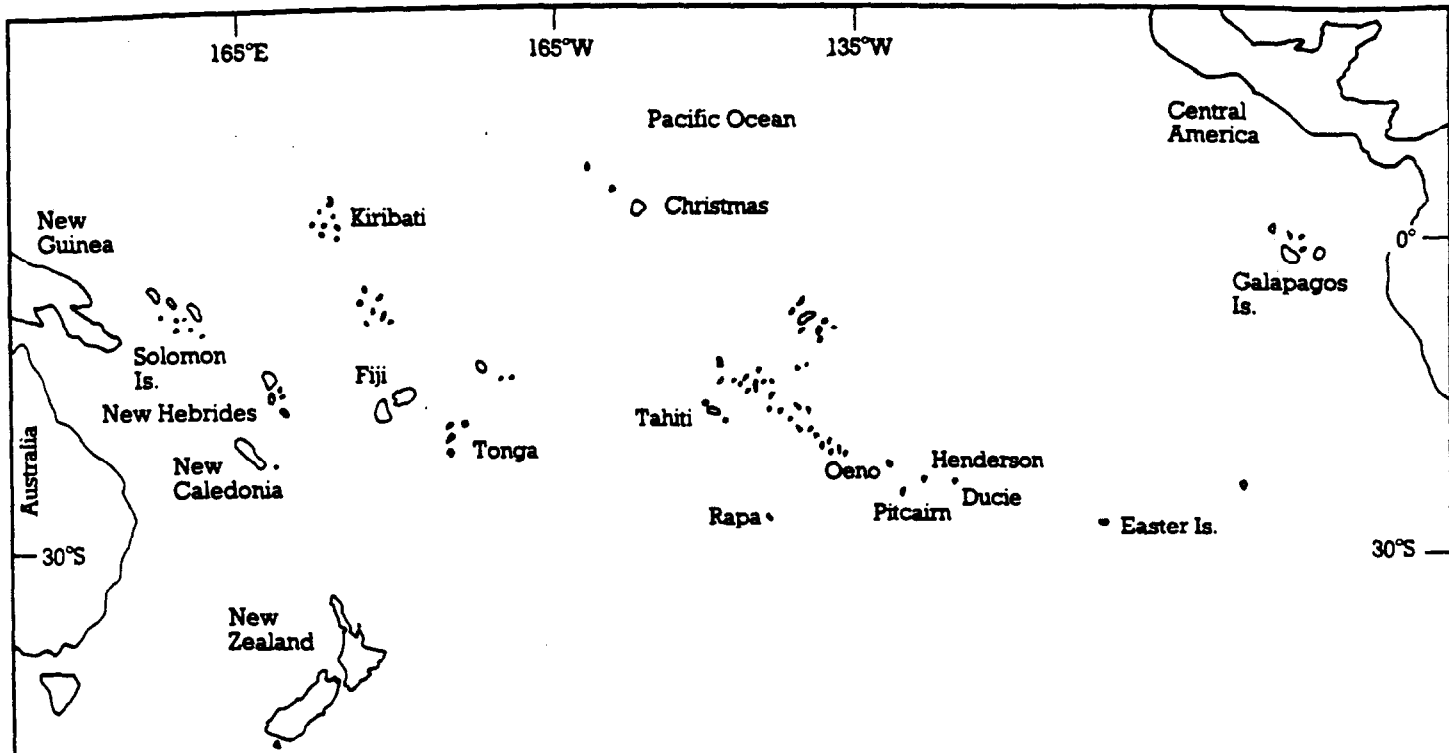 165°E
165°W
135°W
Pacific Ocean
Central
America
New
Guinea
Kiribati
Christmas
0°
Galapagos
Is.
Solomon
Is.
Fiji
New Hebrides
Tahiti
Tonga
Australia
New
Caledonia
Oeno
Henderson
Ducie
Pitcairn
Rapa
Easter Is.
30°S
30°S
New
Zealand